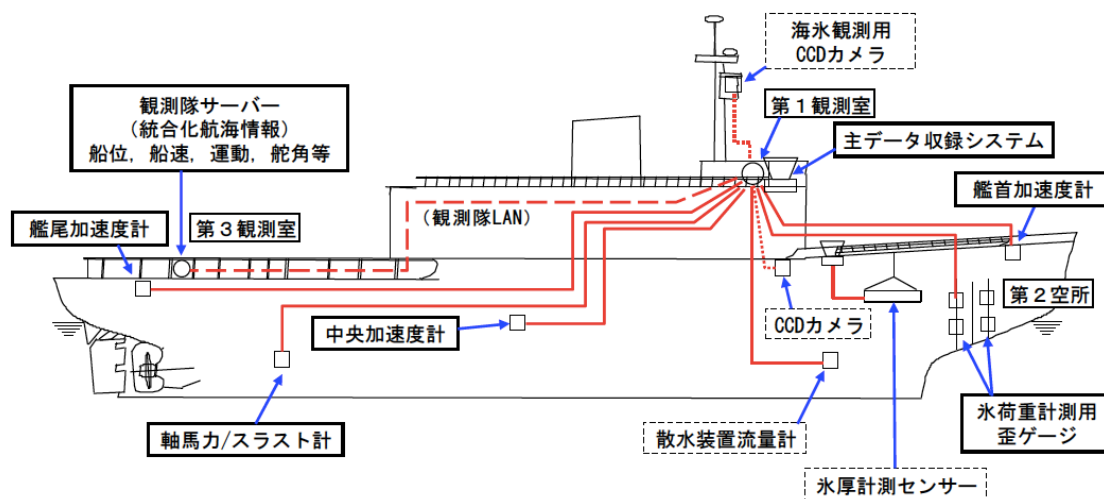 海氷観測用
CCDカメラ
観測隊サーバー
（統合化航海情報）
船位，船速，運動，舵角等
第１観測室
主データ収録システム
艦首加速度計
艦尾加速度計
第３観測室
（観測隊LAN）
第２空所
CCDカメラ
中央加速度計
軸馬力/スラスト計
散水装置流量計
氷荷重計測用
歪ゲージ
氷厚計測センサー